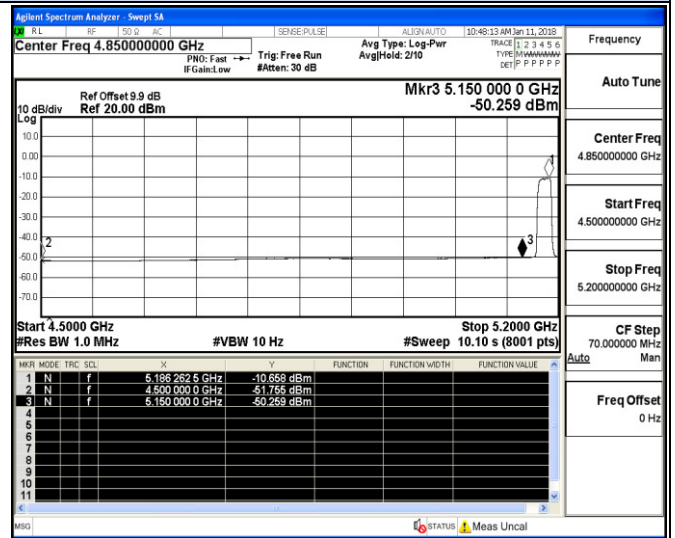 Agilent Spectrum Analyzer - Swept SA
RL RF 50 Ω AC SENSE:PULSE ALIGN AUTO 10:48:13 AM Jan 11, 2018
Center Freq 4.850000000 GHz
PNO: Fast
IFGain:Low
Trig: Free Run
#Atten: 30 dB
Avg Type: Log-Pwr
Avg|Hold: 2/10
TRACE 1 2 3 4 5 6
TYPE MWWWWW
DET P P P P P P
Frequency
Auto Tune
Center Freq
4.850000000 GHz
Start Freq
4.500000000 GHz
Stop Freq
5.200000000 GHz
CF Step
70.000000 MHz
Auto Man
Freq Offset
0 Hz
Mkr3 5.150 000 0 GHz
-50.259 dBm
Ref Offset 9.9 dB
10 dB/div Ref 20.00 dBm
Log
10.0
0.00
-10.0
-20.0
-30.0
-40.0
-50.0
-60.0
-70.0
1
2
3
Start 4.5000 GHz Stop 5.2000 GHz
#Res BW 1.0 MHz #VBW 10 Hz #Sweep 10.10 s (8001 pts)
MKR MODE TRC SCL X Y FUNCTION FUNCTION WIDTH FUNCTION VALUE
1 N f 5.186 262 5 GHz -10.658 dBm
2 N f 4.500 000 0 GHz -51.755 dBm
3 N f 5.150 000 0 GHz -50.259 dBm
4
5
6
7
8
9
10
11
MSG STATUS Meas Uncal